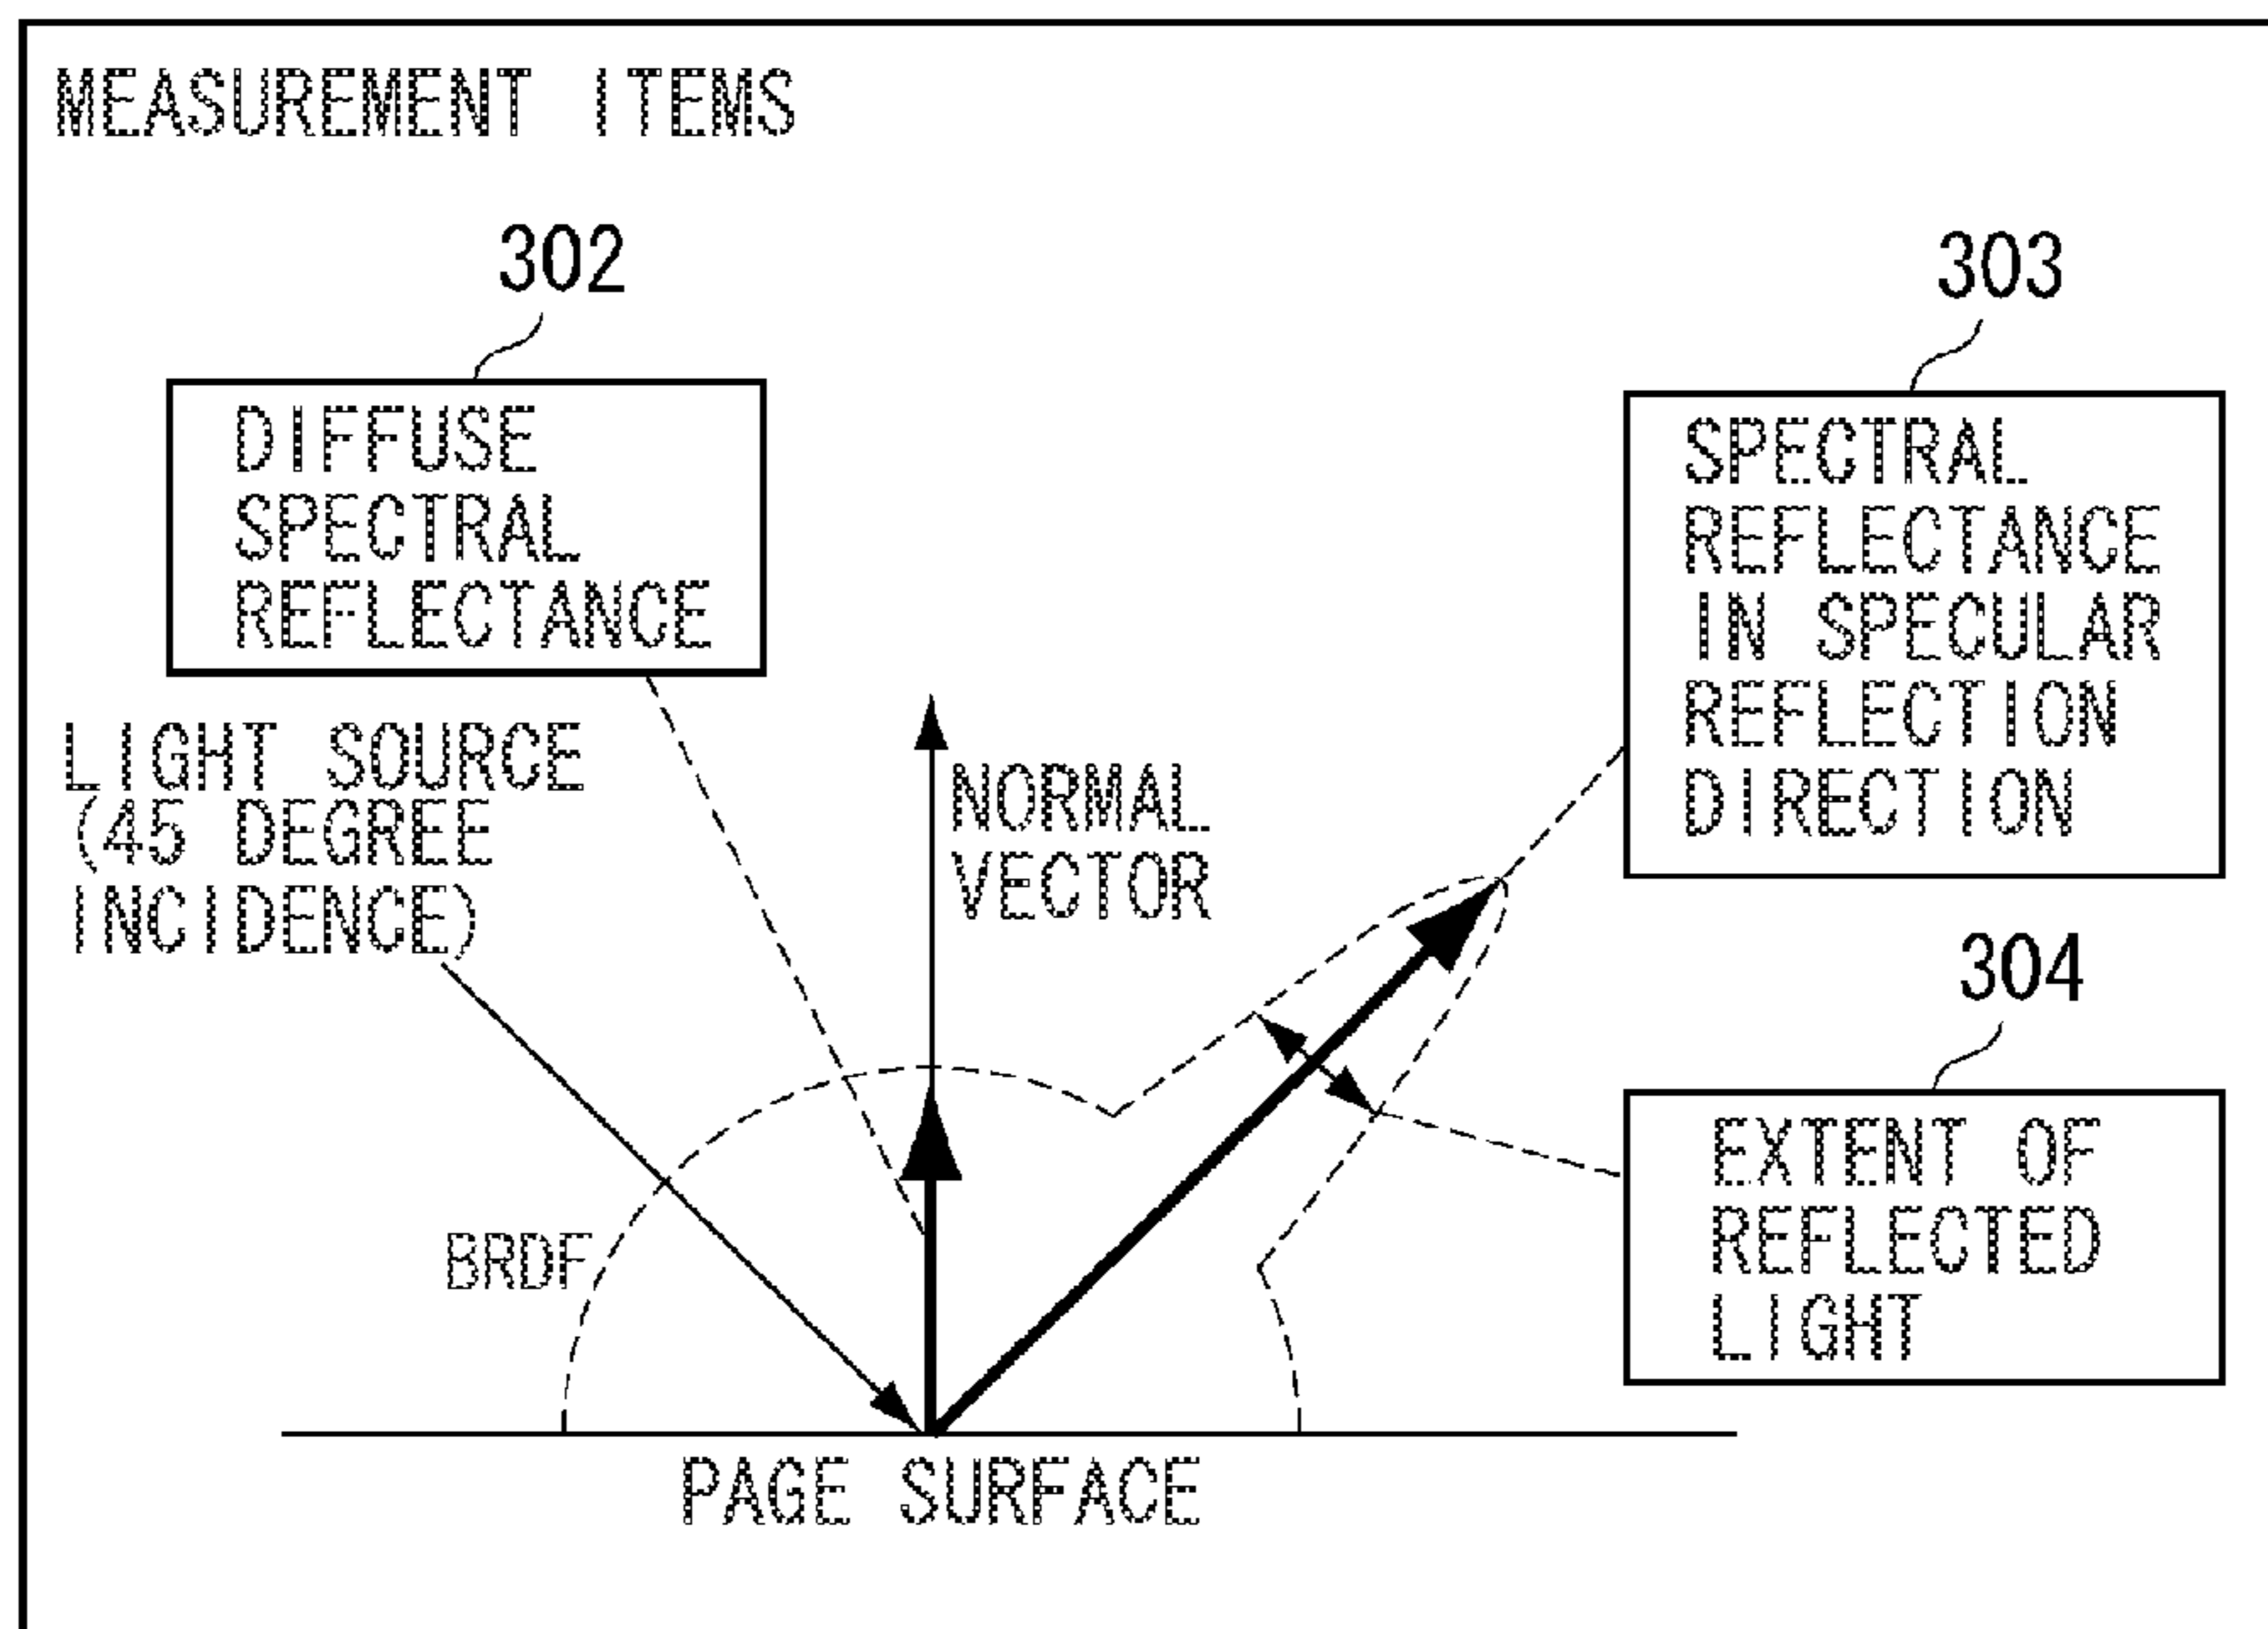 MEASUREMENT ITEMS
302
DIFFUSE
SPECTRAL
REFLECTANCE
303
SPECTRAL
REFLECTANCE
IN SPECULAR
REFLECTION
DIRECTION
LIGHT SOURCE
(45 DEGREE
INCIDENCE)
NORMAL
VECTOR
304
EXTENT OF
REFLECTED
LIGHT
BRDF
PAGE SURFACE